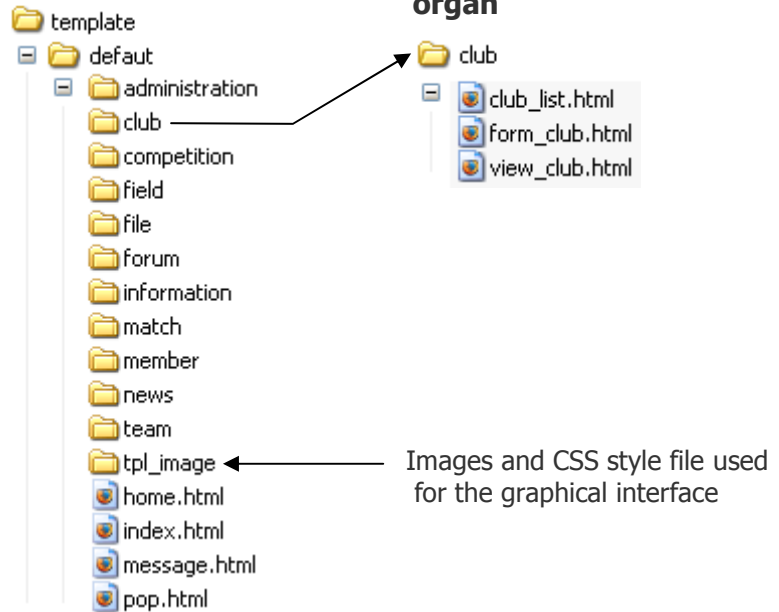 organ
template
defaut
administration
club
competition
field
file
forum
information
match
member
news
team
tpl_image
home.html
index.html
message.html
pop.html
club
club_list.html
form_club.html
view_club.html
Images and CSS style file used
for the graphical interface